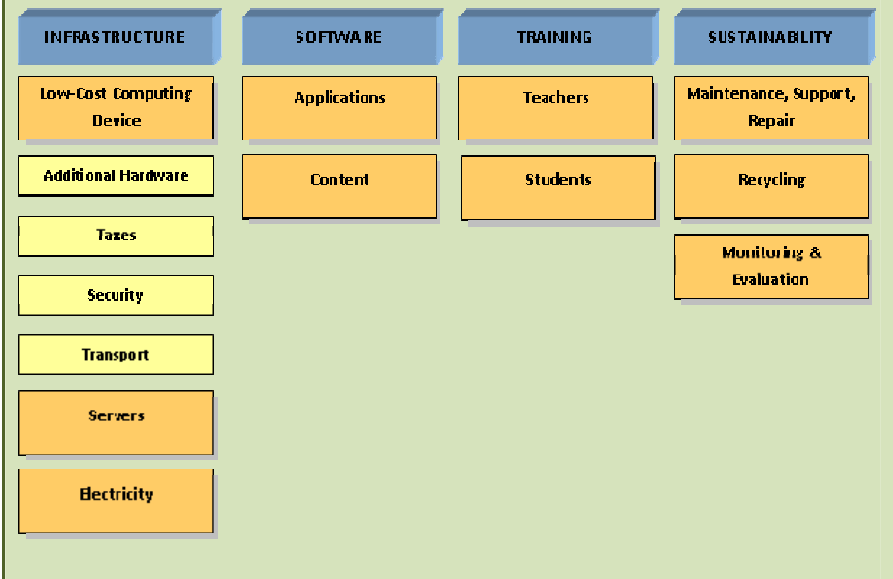 INFRASTRUCTURE
Low-Cost Computing
Device
Additional Hardware
Taxes
Security
Transport
Servers
Electricity
SOFTWARE
Applications
Content
TRAINING
Teachers
Students
SUSTAINABILITY
Maintenance, Support,
Repair
Recycling
Monitoring &
Evaluation